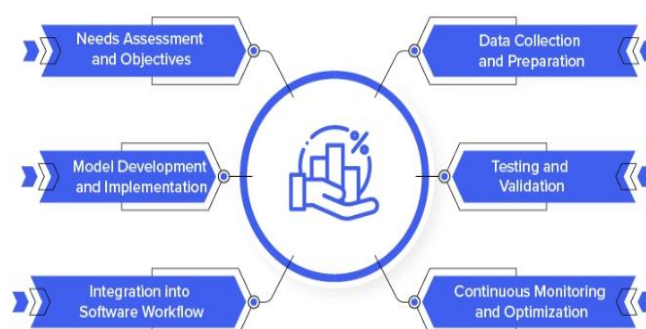 Needs Assessment
and Objectives
Data Collection
and Preparation
Model Development
and Implementation
%
Testing and
Validation
Integration into
Software Workflow
Continuous Monitoring
and Optimization